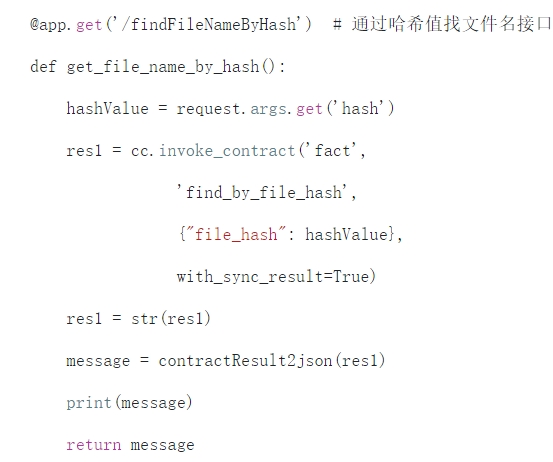 @app.get('/findFileNameByHash')  # 通过哈希值找文件名接口
def get_file_name_by_hash():
    hashValue = request.args.get('hash')
    res1 = cc.invoke_contract('fact',
                'find_by_file_hash',
                {"file_hash": hashValue},
                with_sync_result=True)
    res1 = str(res1)
    message = contractResult2json(res1)
    print(message)
    return message